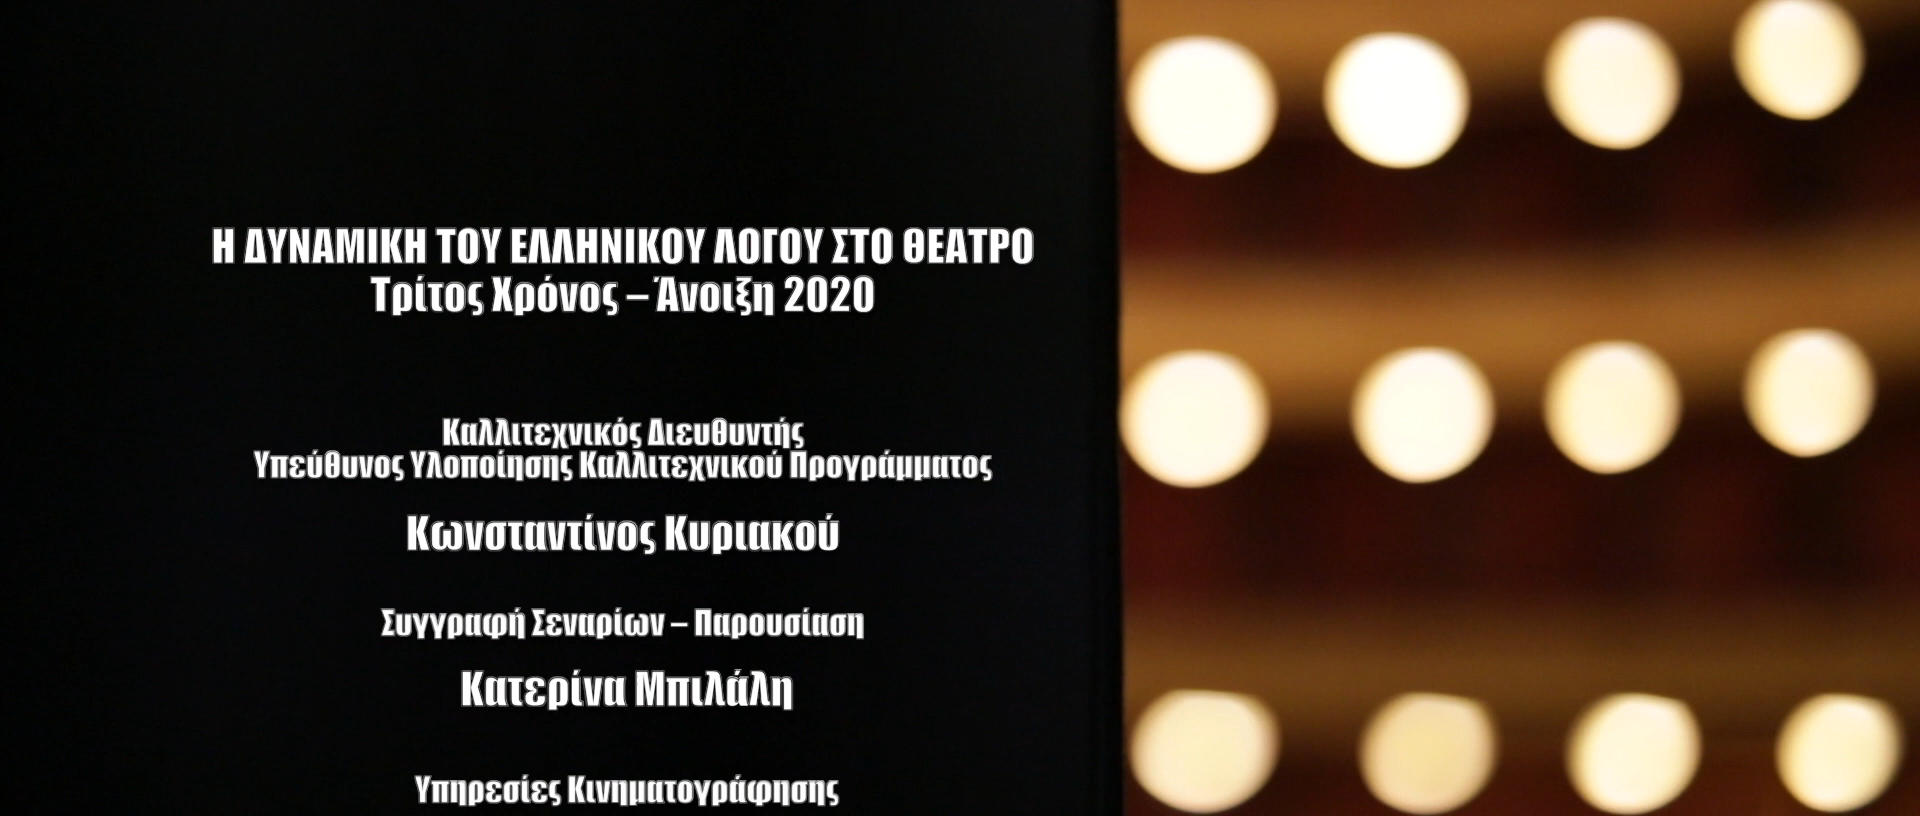 Η ΔΥΝΑΜΙΚΗ ΤΟΥ ΕΛΛΗΝΙΚΟΥ ΛΟΓΟΥ ΣΤΟ ΘΕΑΤΡΟ
Τρίτος Χρόνος – Άνοιξη 2020
Καλλιτεχνικός Διευθυντής
Υπεύθυνος Υλοποίησης Καλλιτεχνικού Προγράμματος
Κωνσταντίνος Κυριακού
Συγγραφή Σεναρίων – Παρουσίαση
Κατερίνα Μπιλάλη
Υπηρεσίες Κινηματογράφησης